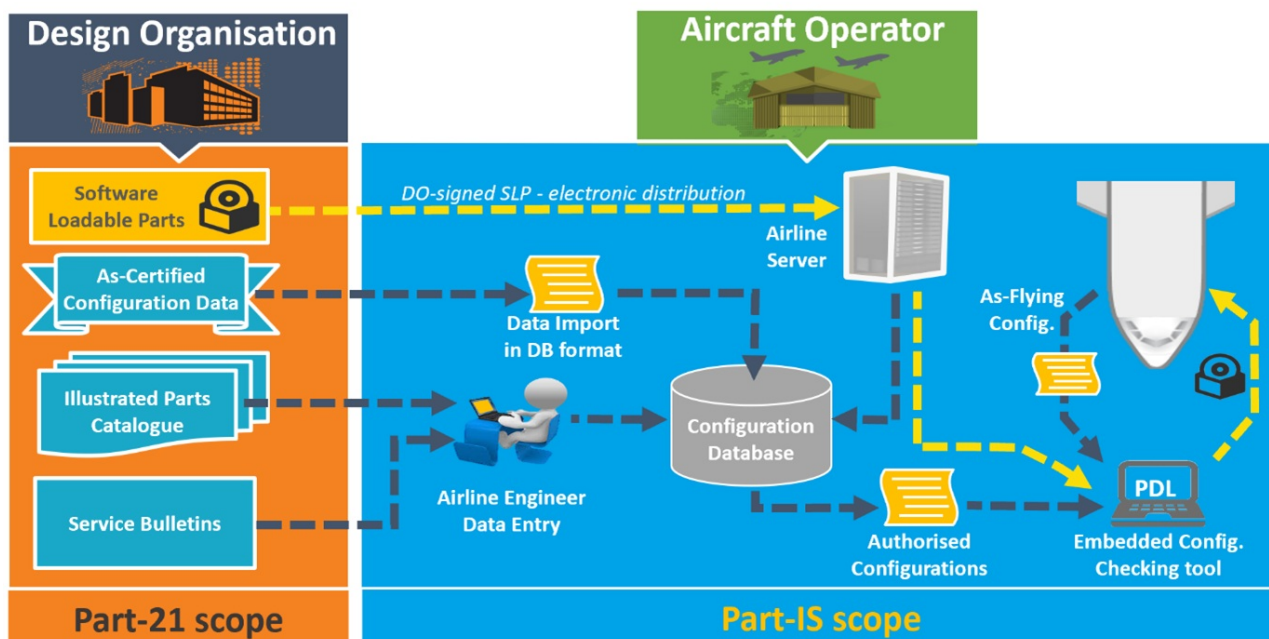 Design Organisation
Aircraft Operator
Software
Loadable Parts
DO-signed SLP - electronic distribution
Airline
Server
As-Certified
Configuration Data
Data Import
in DB format
As-Flying
Config.
Illustrated Parts
Catalogue
Configuration
Database
Airline Engineer
Data Entry
Service Bulletins
Authorised
Configurations
PDL
Embedded Config.
Checking tool
Part-21 scope
Part-IS scope